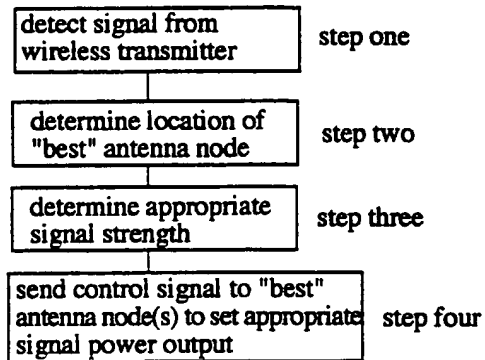 detect signal from
wireless transmitter
step one
determine location of
"best" antenna node
step two
determine appropriate
signal strength
step three
send control signal to "best"
antenna node(s) to set appropriate
signal power output
step four